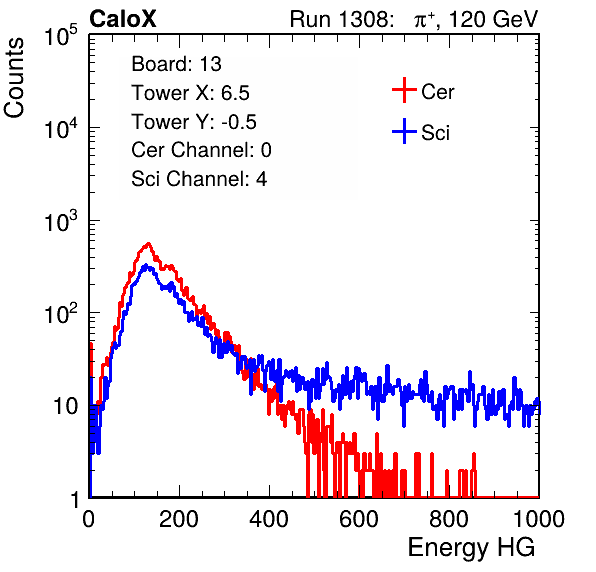 CaloX Run 1308: π⁺, 120 GeV
Counts
Board: 13
Tower X: 6.5
Tower Y: -0.5
Cer Channel: 0
Sci Channel: 4
Cer
Sci
10⁵
10⁴
10³
10²
10
1
0 200 400 600 800 1000
Energy HG